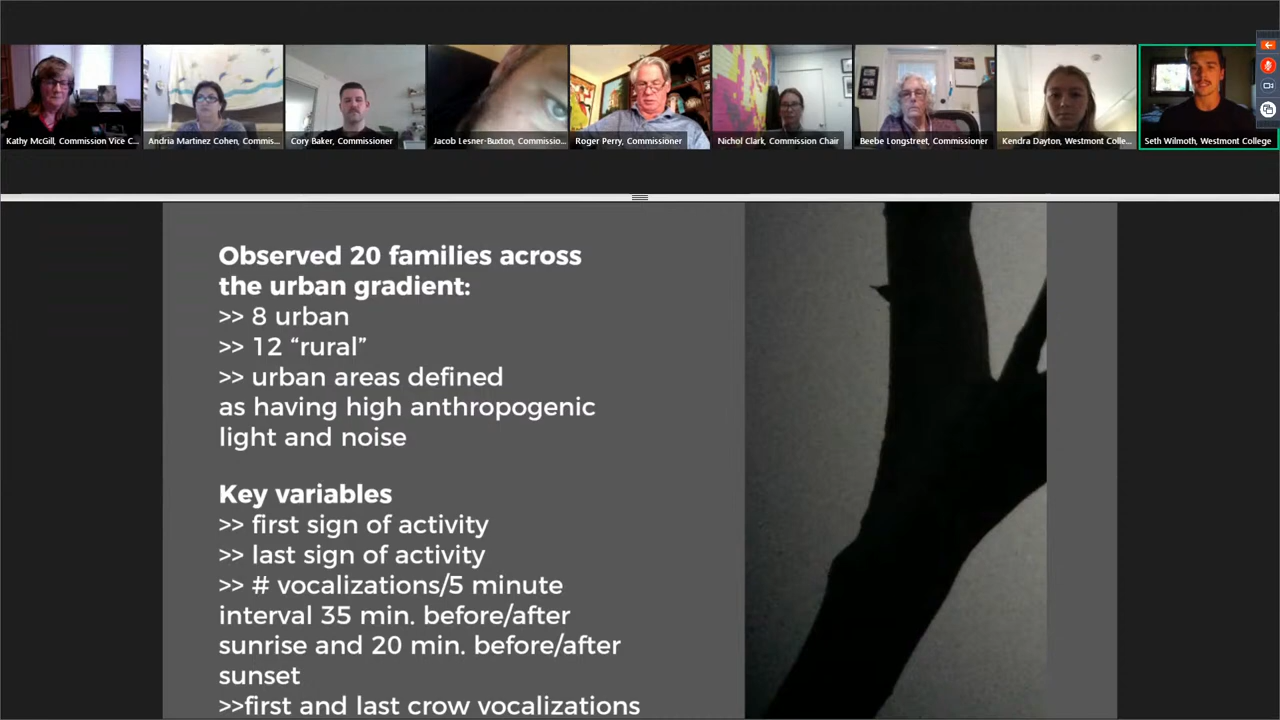 Kathy McGill, Commission Vice C...
Andria Martinez Cohen, Commis...
Cory Baker, Commissioner
Jacob Lesner-Buxton, Commissio...
Roger Perry, Commissioner
Nichol Clark, Commission Chair
Beebe Longstreet, Commissioner
Kendra Dayton, Westmont Colle...
Seth Wilmoth, Westmont College
Observed 20 families across
the urban gradient:
>> 8 urban
>> 12 “rural”
>> urban areas defined
as having high anthropogenic
light and noise
Key variables
>> first sign of activity
>> last sign of activity
>> # vocalizations/5 minute
interval 35 min. before/after
sunrise and 20 min. before/after
sunset
>>first and last crow vocalizations